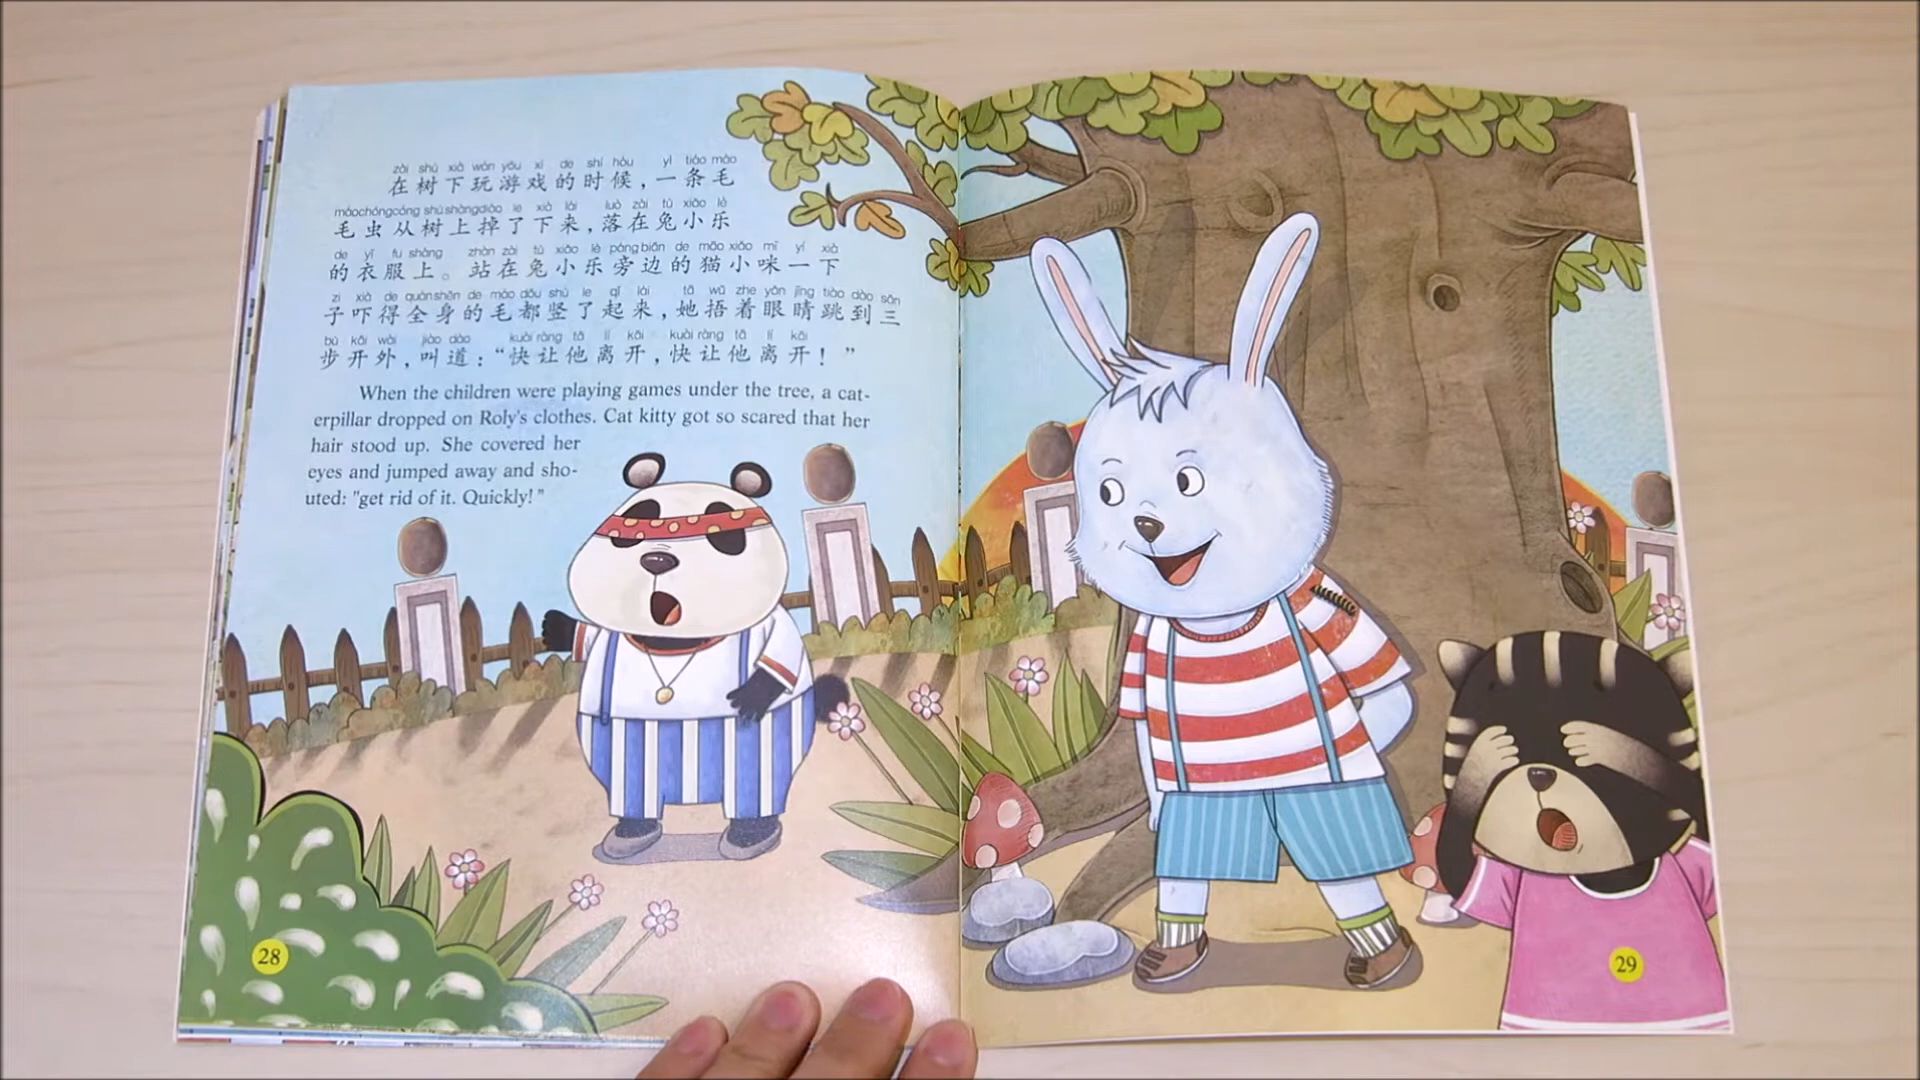 zài shù xià wán yóu xì de shí hòu yì tiáo máo
在树下玩游戏的时候，一条毛
máochóngcóng shùshàngdiào le xià lái luò zài tù xiǎo lè
毛虫从树上掉了下来，落在兔小乐
de yī fu shàng zhàn zài tù xiǎo lè pángbiān de māo xiǎo mī yí xià
的衣服上。站在兔小乐旁边的猫小咪一下
zi xià de quánshēn de máo dōu shù le qǐ lái tā wǔ zhe yǎn jīng tiào dào sān
子吓得全身的毛都竖了起来，她捂着眼睛跳到三
bù kāi wài jiào dào kuài ràng tā lí kāi kuài ràng tā lí kāi
步开外，叫道：“快让他离开，快让他离开！”
When the children were playing games under the tree, a cat-
erpillar dropped on Roly's clothes. Cat kitty got so scared that her
hair stood up. She covered her
eyes and jumped away and sho-
uted: "get rid of it. Quickly!"
28
29